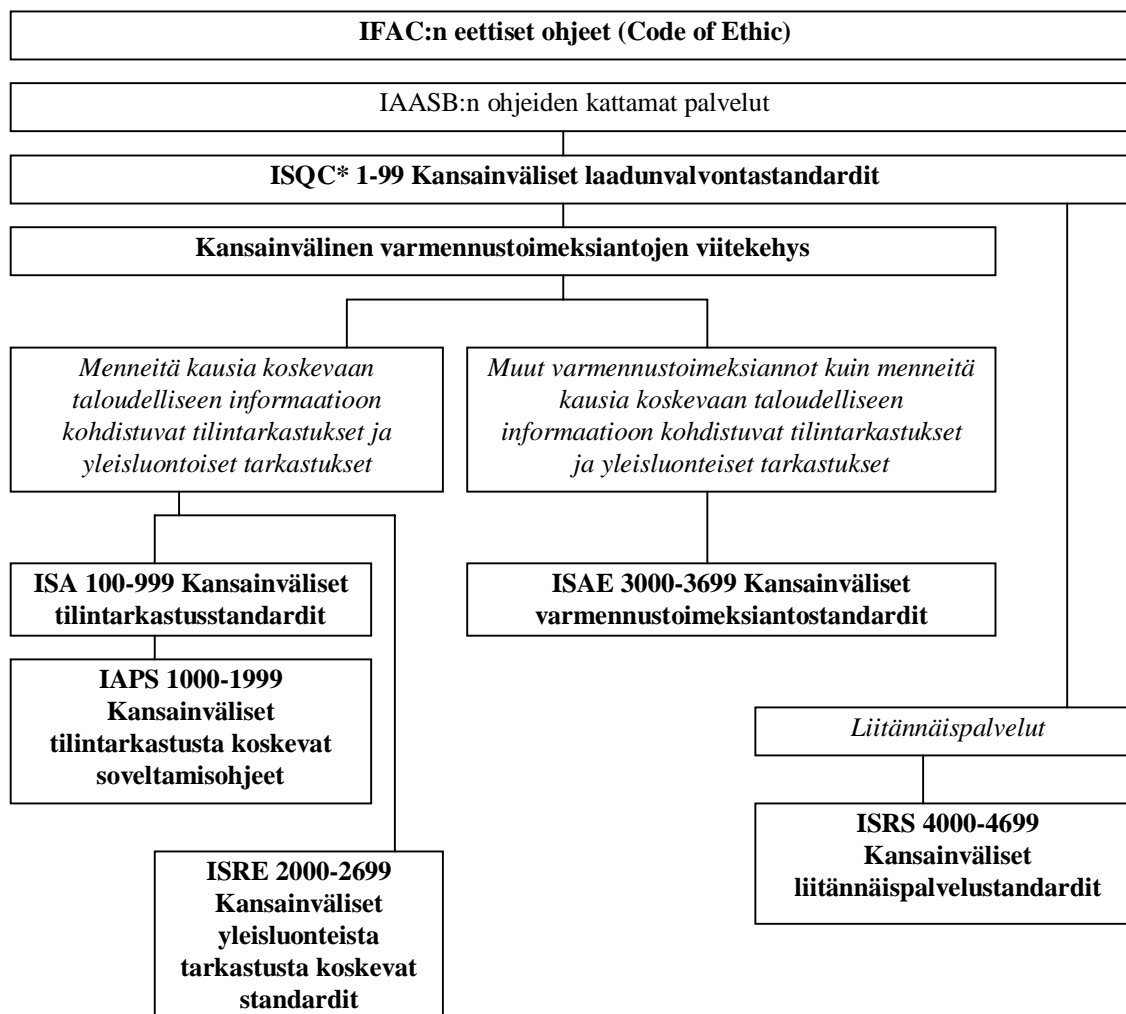 IFAC:n eettiset ohjeet (Code of Ethic)
IAASB:n ohjeiden kattamat palvelut
ISQC* 1-99 Kansainväliset laadunvalvontastandardit
Kansainvälinen varmennustoimeksiantojen viitekehys
Menneitä kausia koskevaan
taloudelliseen informaatioon
kohdistuvat tilintarkastukset ja
yleisluontoiset tarkastukset
Muut varmennustoimeksiannot kuin menneitä
kausia koskevaan taloudelliseen
informaatioon kohdistuvat tilintarkastukset
ja yleisluonteiset tarkastukset
ISA 100-999 Kansainväliset
tilintarkastusstandardit
ISAE 3000-3699 Kansainväliset
varmennustoimeksiantostandardit
IAPS 1000-1999
Kansainväliset
tilintarkastusta koskevat
soveltamisohjeet
Liitännäispalvelut
ISRS 4000-4699
Kansainväliset
liitännäispalvelustandardit
ISRE 2000-2699
Kansainväliset
yleisluonteista
tarkastusta koskevat
standardit